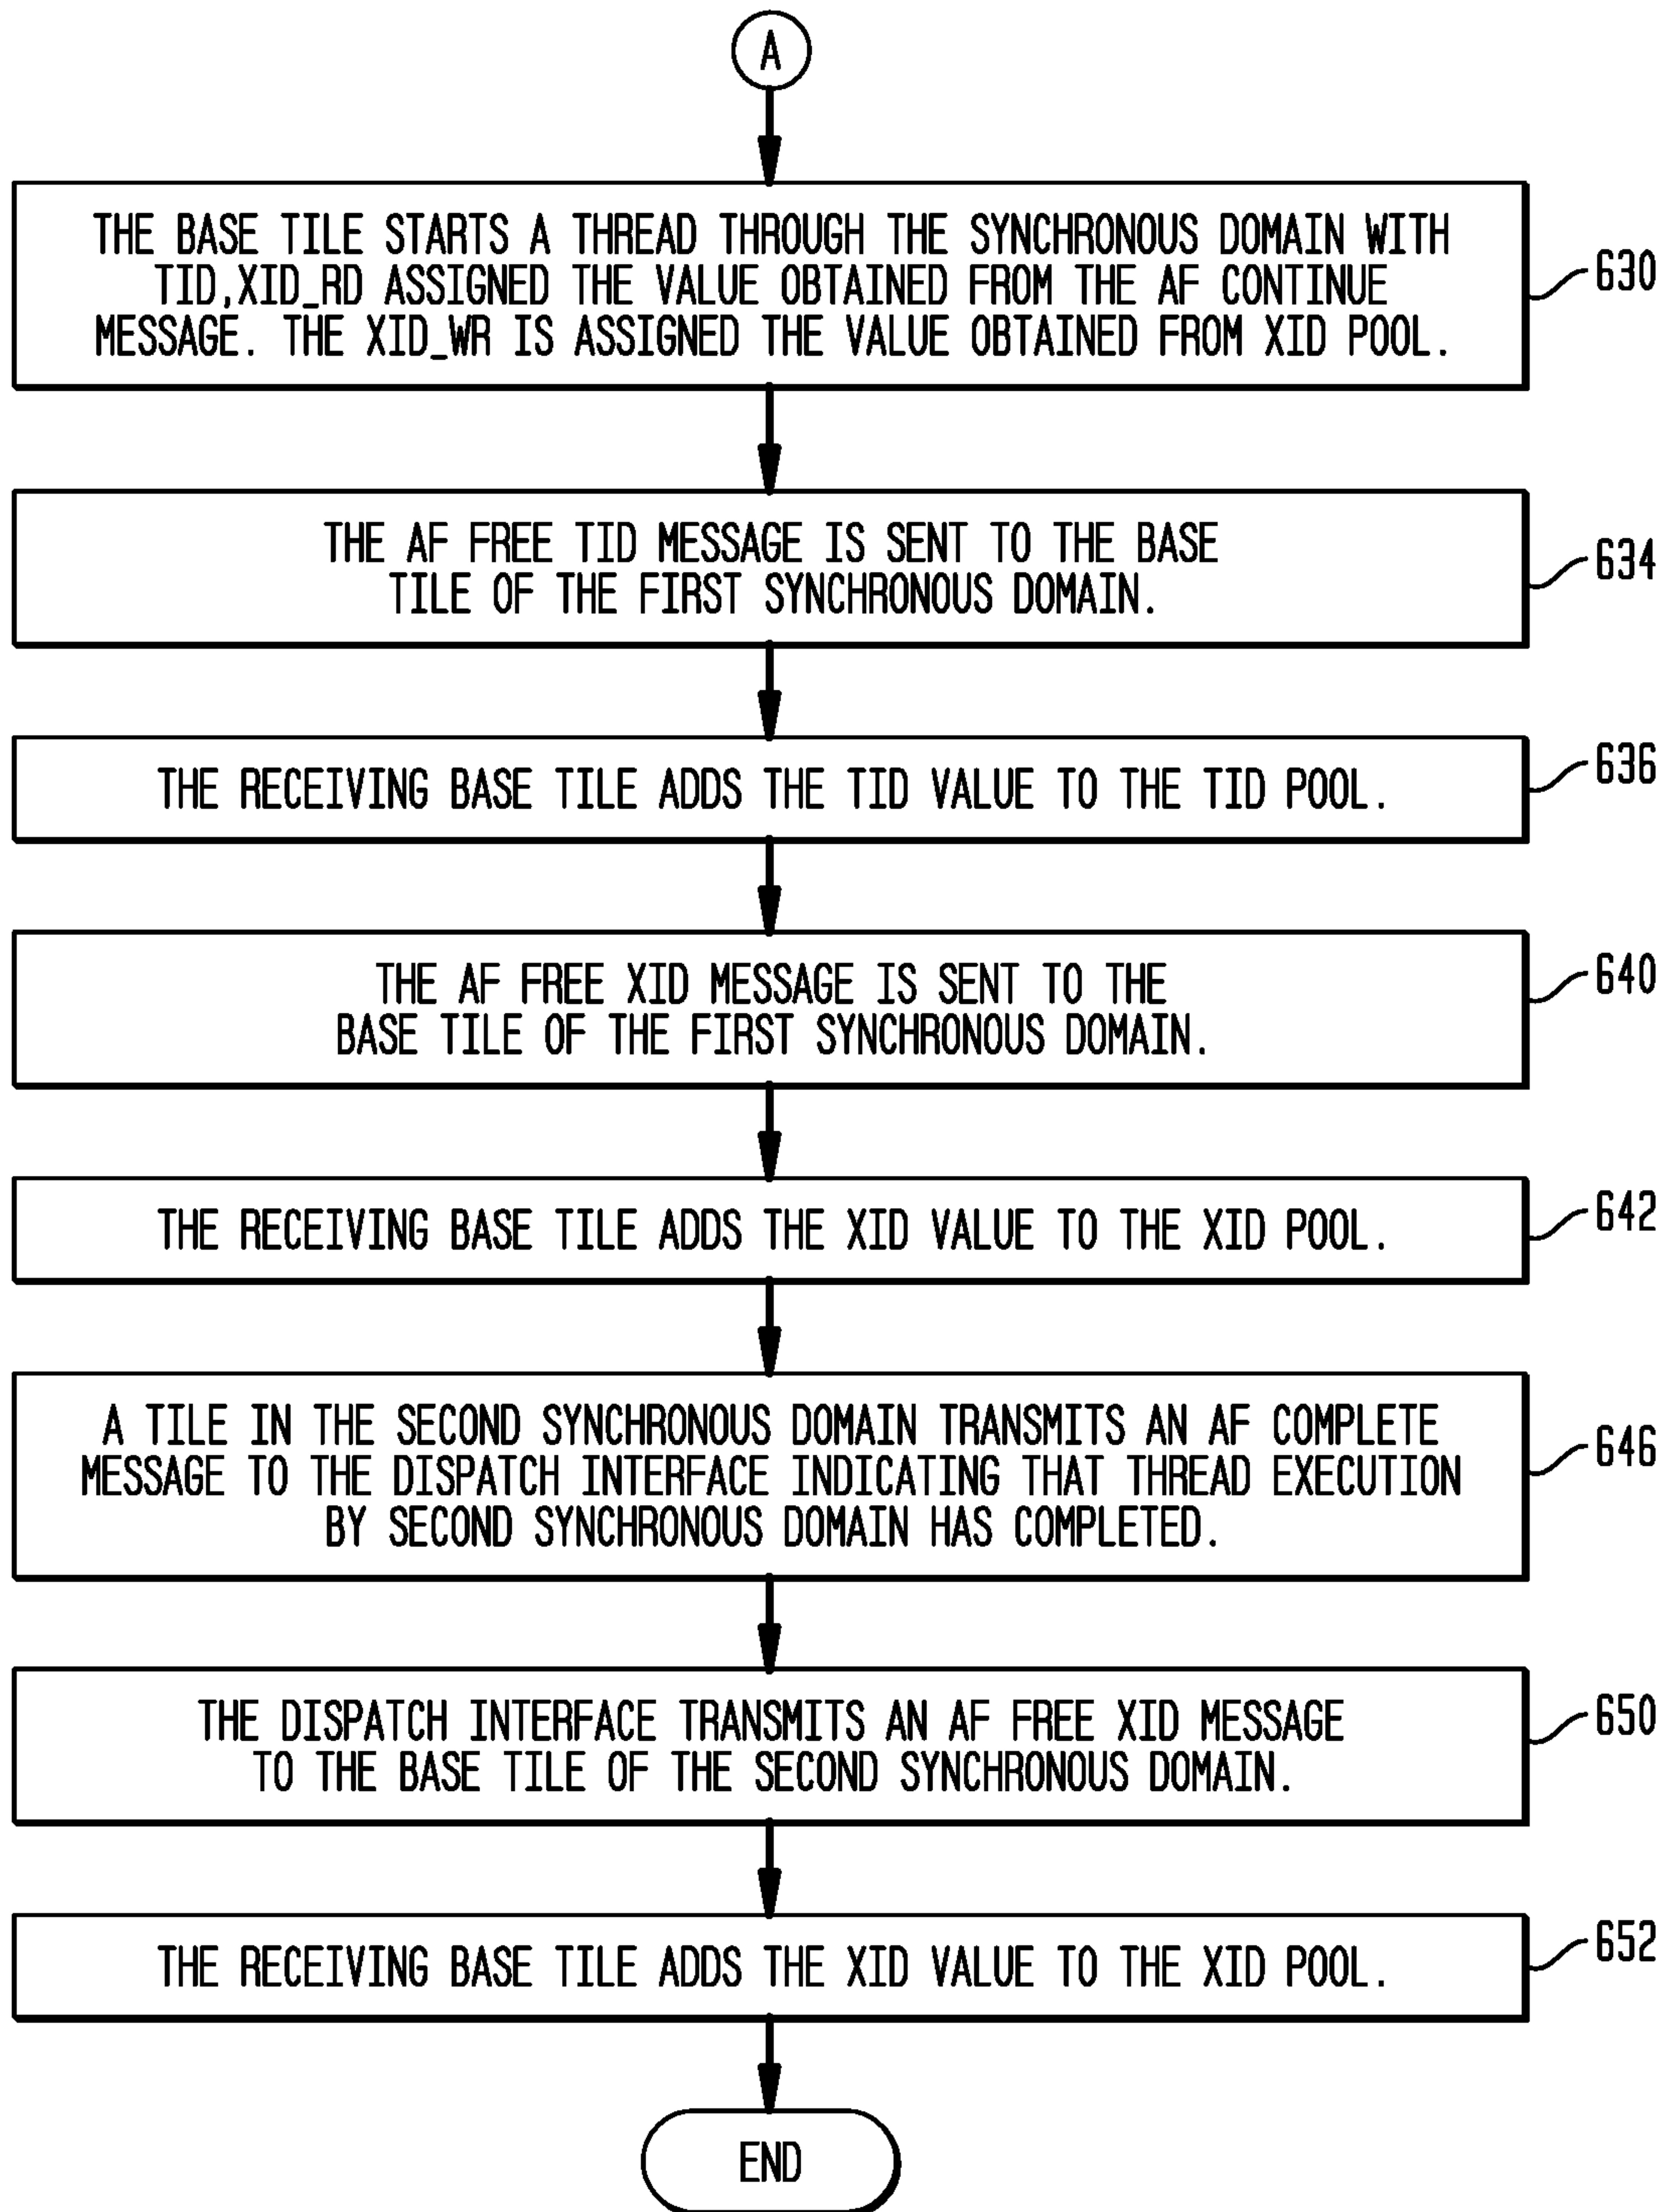 A
THE BASE TILE STARTS A THREAD THROUGH THE SYNCHRONOUS DOMAIN WITH
TID,XID_RD ASSIGNED THE VALUE OBTAINED FROM THE AF CONTINUE
MESSAGE. THE XID_WR IS ASSIGNED THE VALUE OBTAINED FROM XID POOL.
630
THE AF FREE TID MESSAGE IS SENT TO THE BASE
TILE OF THE FIRST SYNCHRONOUS DOMAIN.
634
THE RECEIVING BASE TILE ADDS THE TID VALUE TO THE TID POOL.
636
THE AF FREE XID MESSAGE IS SENT TO THE
BASE TILE OF THE FIRST SYNCHRONOUS DOMAIN.
640
THE RECEIVING BASE TILE ADDS THE XID VALUE TO THE XID POOL.
642
A TILE IN THE SECOND SYNCHRONOUS DOMAIN TRANSMITS AN AF COMPLETE
MESSAGE TO THE DISPATCH INTERFACE INDICATING THAT THREAD EXECUTION
BY SECOND SYNCHRONOUS DOMAIN HAS COMPLETED.
646
THE DISPATCH INTERFACE TRANSMITS AN AF FREE XID MESSAGE
TO THE BASE TILE OF THE SECOND SYNCHRONOUS DOMAIN.
650
THE RECEIVING BASE TILE ADDS THE XID VALUE TO THE XID POOL.
652
END